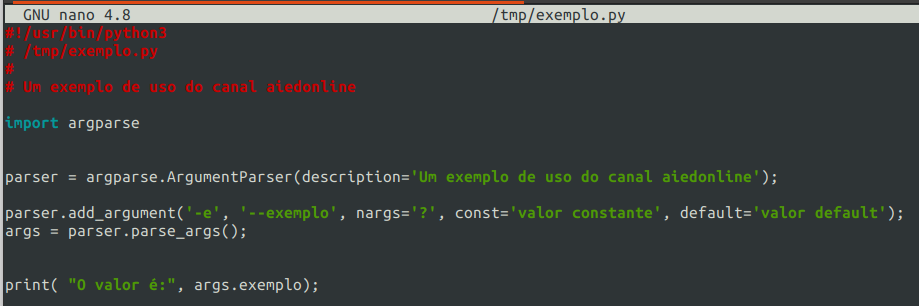 GNU nano 4.8 /tmp/exemplo.py
#!/usr/bin/python3
# /tmp/exemplo.py
#
# Um exemplo de uso do canal aiedonline
import argparse
parser = argparse.ArgumentParser(description='Um exemplo de uso do canal aiedonline');
parser.add_argument('-e', '--exemplo', nargs='?', const='valor constante', default='valor default');
args = parser.parse_args();
print( "O valor é:", args.exemplo);